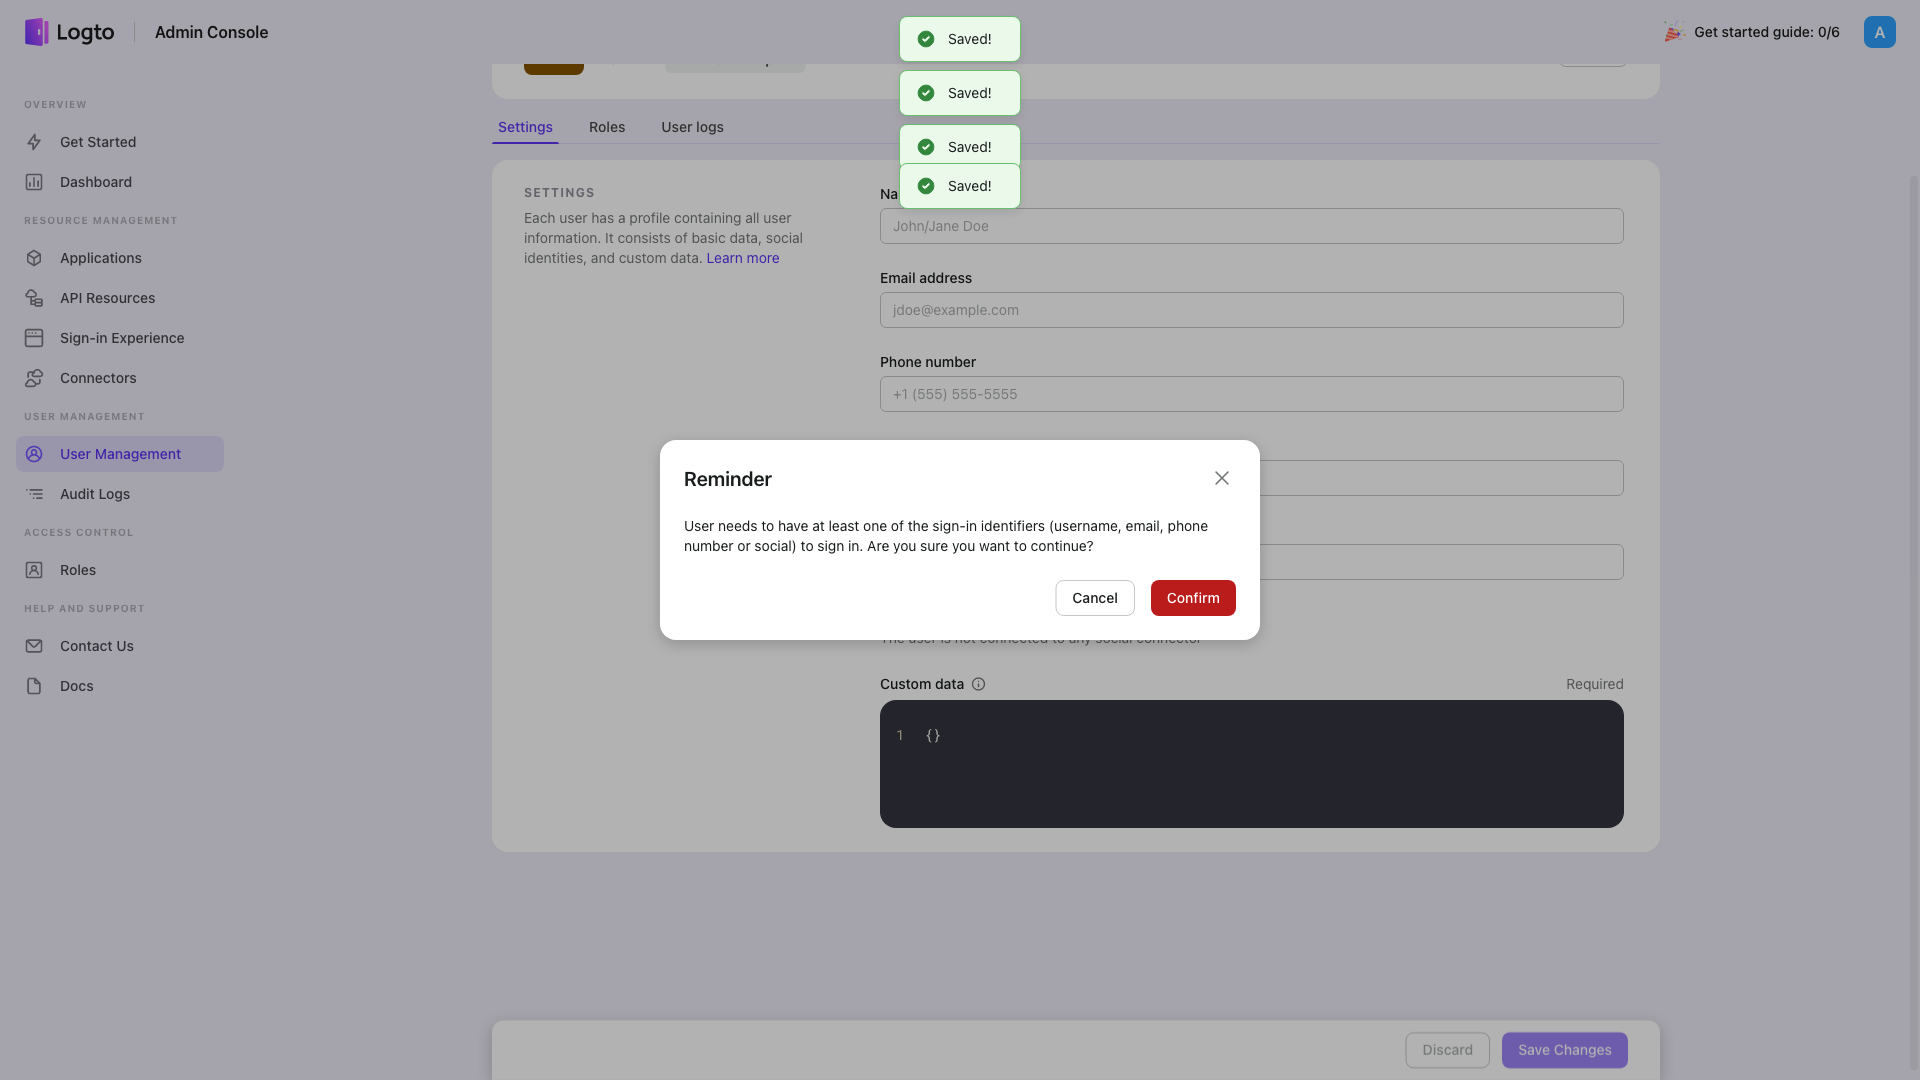 Logto
Admin Console
Get started guide: 0/6
A
Saved!
Saved!
Saved!
Saved!
OVERVIEW
Get Started
Dashboard
RESOURCE MANAGEMENT
Applications
API Resources
Sign-in Experience
Connectors
USER MANAGEMENT
User Management
Audit Logs
ACCESS CONTROL
Roles
HELP AND SUPPORT
Contact Us
Docs
Settings
Roles
User logs
SETTINGS
Each user has a profile containing all user
information. It consists of basic data, social
identities, and custom data. Learn more
Na
John/Jane Doe
Email address
jdoe@example.com
Phone number
+1 (555) 555-5555
Reminder
User needs to have at least one of the sign-in identifiers (username, email, phone
number or social) to sign in. Are you sure you want to continue?
Cancel
Confirm
The user is not connected to any social connector
Custom data
Required
1 {}
Discard
Save Changes